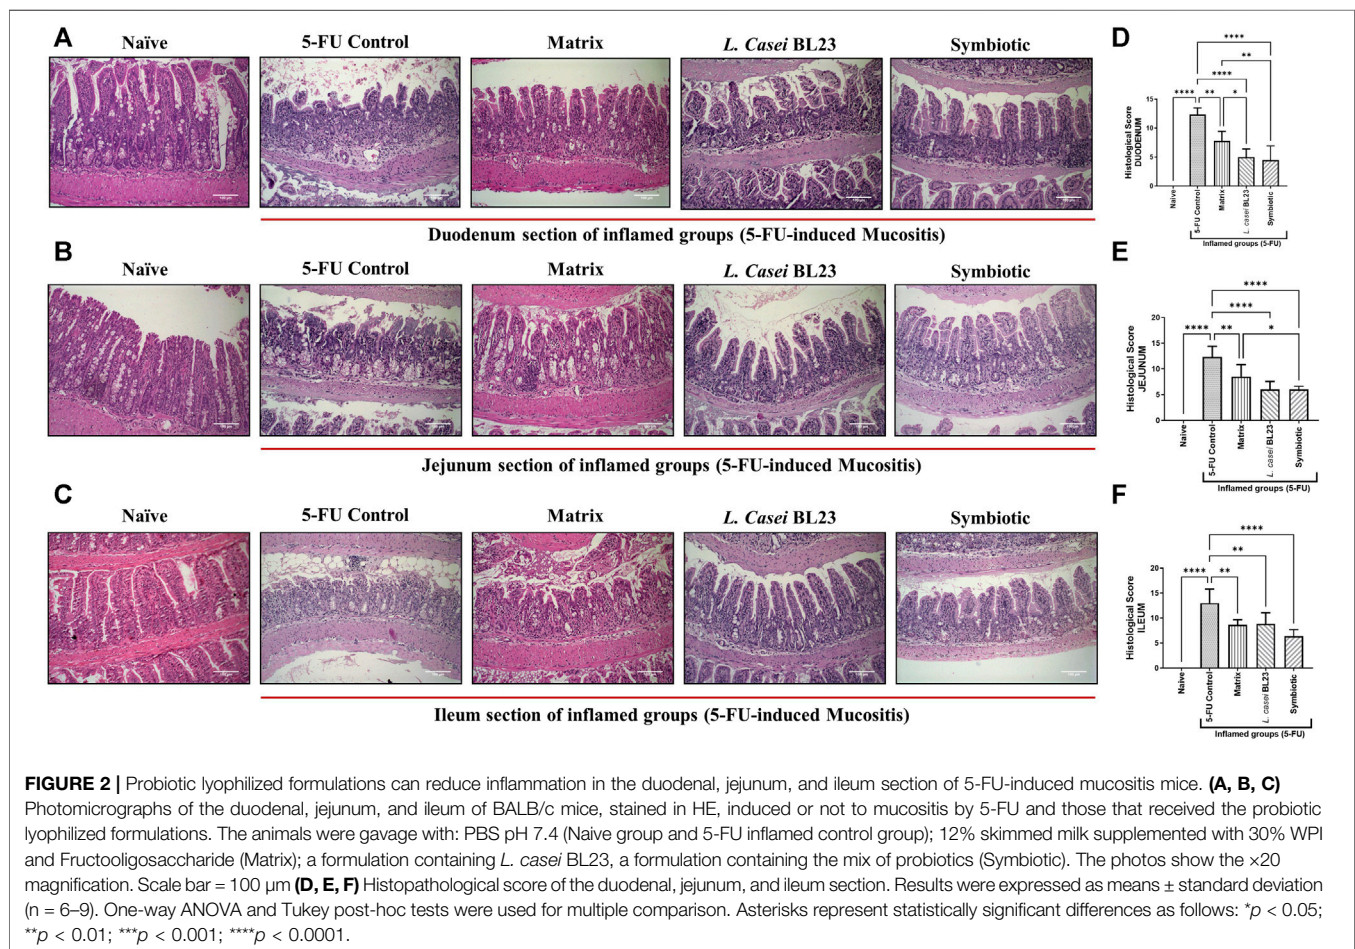 A
Naïve
5-FU Control
Matrix
L. Casei BL23
Symbiotic
100 µm
Duodenum section of inflamed groups (5-FU-induced Mucositis)
B
Naïve
5-FU Control
Matrix
L. Casei BL23
Symbiotic
100 µm
Jejunum section of inflamed groups (5-FU-induced Mucositis)
C
Naïve
5-FU Control
Matrix
L. Casei BL23
Symbiotic
Ileum section of inflamed groups (5-FU-induced Mucositis)
D
****
**
****
**** ** *
Histological Score
DUODENUM
15
10
5
0
Naive
5-FU Control
Matrix
L. casei BL23
Symbiotic
Inflamed groups (5-FU)
E
****
****
**** ** *
Histological Score
JEJUNUM
20
15
10
5
0
Naive
5-FU Control
Matrix
L. casei BL23
Symbiotic
Inflamed groups (5-FU)
F
****
**
**** **
Histological Score
ILEUM
20
15
10
5
0
Naive
5-FU Control
Matrix
L. casei BL23
Symbiotic
Inflamed groups (5-FU)
FIGURE 2 | Probiotic lyophilized formulations can reduce inflammation in the duodenal, jejunum, and ileum section of 5-FU-induced mucositis mice. (A, B, C)
Photomicrographs of the duodenal, jejunum, and ileum of BALB/c mice, stained in HE, induced or not to mucositis by 5-FU and those that received the probiotic
lyophilized formulations. The animals were gavage with: PBS pH 7.4 (Naive group and 5-FU inflamed control group); 12% skimmed milk supplemented with 30% WPI
and Fructooligosaccharide (Matrix); a formulation containing L. casei BL23, a formulation containing the mix of probiotics (Symbiotic). The photos show the ×20
magnification. Scale bar = 100 µm (D, E, F) Histopathological score of the duodenal, jejunum, and ileum section. Results were expressed as means ± standard deviation
(n = 6–9). One-way ANOVA and Tukey post-hoc tests were used for multiple comparison. Asterisks represent statistically significant differences as follows: *p < 0.05;
**p < 0.01; ***p < 0.001; ****p < 0.0001.